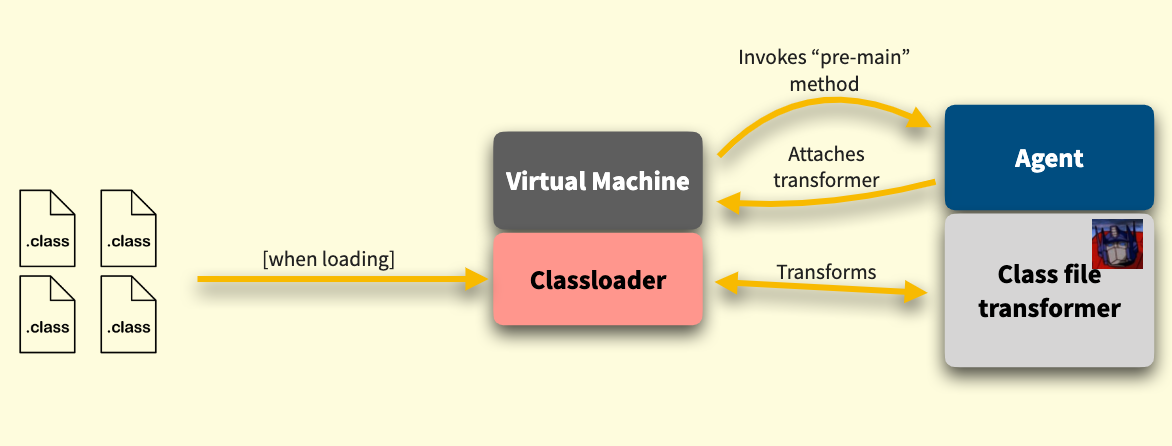 Invokes “pre-main”
method
Virtual Machine
Attaches
transformer
Agent
.class
.class
.class
.class
[when loading]
Classloader
Transforms
Class file
transformer